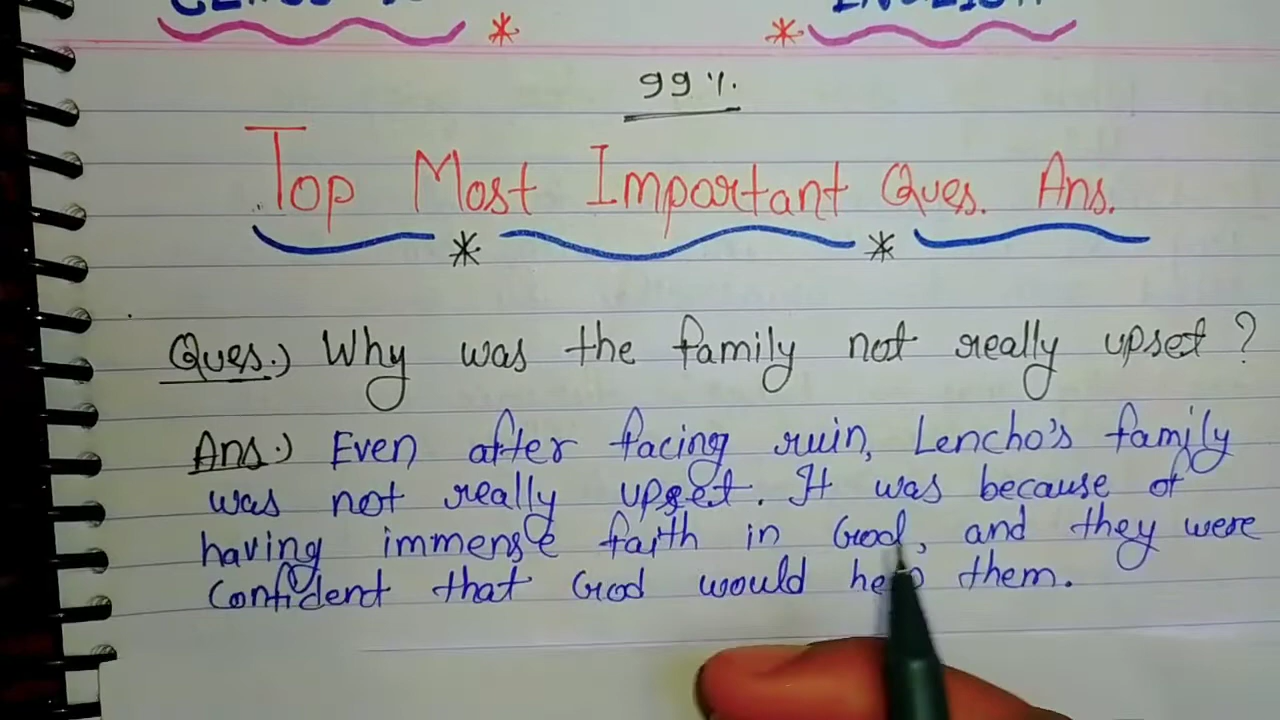 99%
Top Most Important Ques. Ans.
Ques.) Why was the family not really upset?
Ans.) Even after facing ruin, Lencho's family
was not really upset. It was because of
having immense faith in God, and they were
Confident that God would help them.